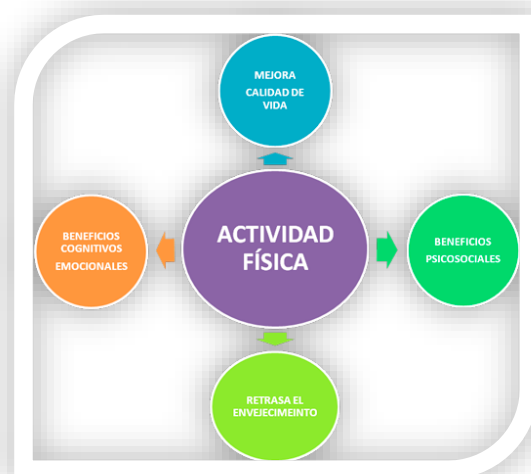 MEJORA
CALIDAD DE
VIDA
BENEFICIOS
COGNITIVOS
EMOCIONALES
ACTIVIDAD
FÍSICA
BENEFICIOS
PSICOSOCIALES
RETRASA EL
ENVEJECIMEINTO